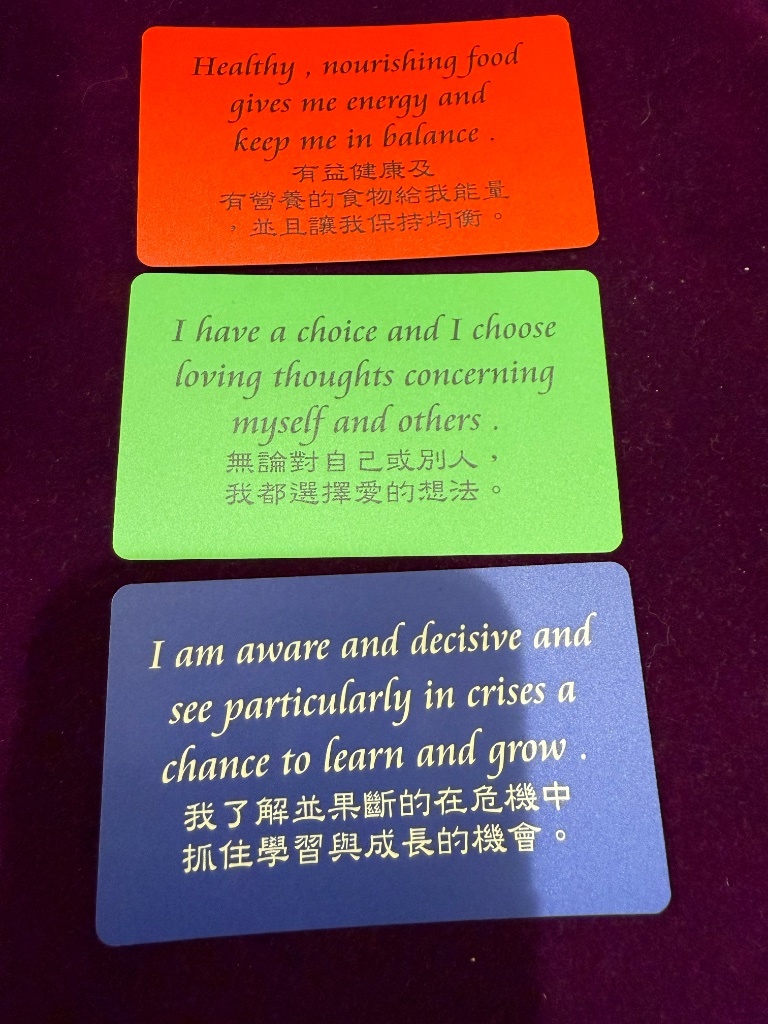 Healthy , nourishing food
gives me energy and
keep me in balance .
有益健康及
有營養的食物給我能量
，並且讓我保持均衡。
I have a choice and I choose
loving thoughts concerning
myself and others .
無論對自己或別人，
我都選擇愛的想法。
I am aware and decisive and
see particularly in crises a
chance to learn and grow .
我了解並果斷的在危機中
抓住學習與成長的機會。